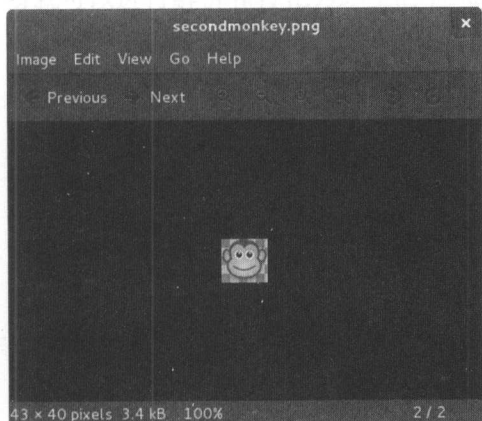 secondmonkey.png ×
Image Edit View Go Help
Previous Next
43 × 40 pixels 3.4 kB 100% 2 / 2